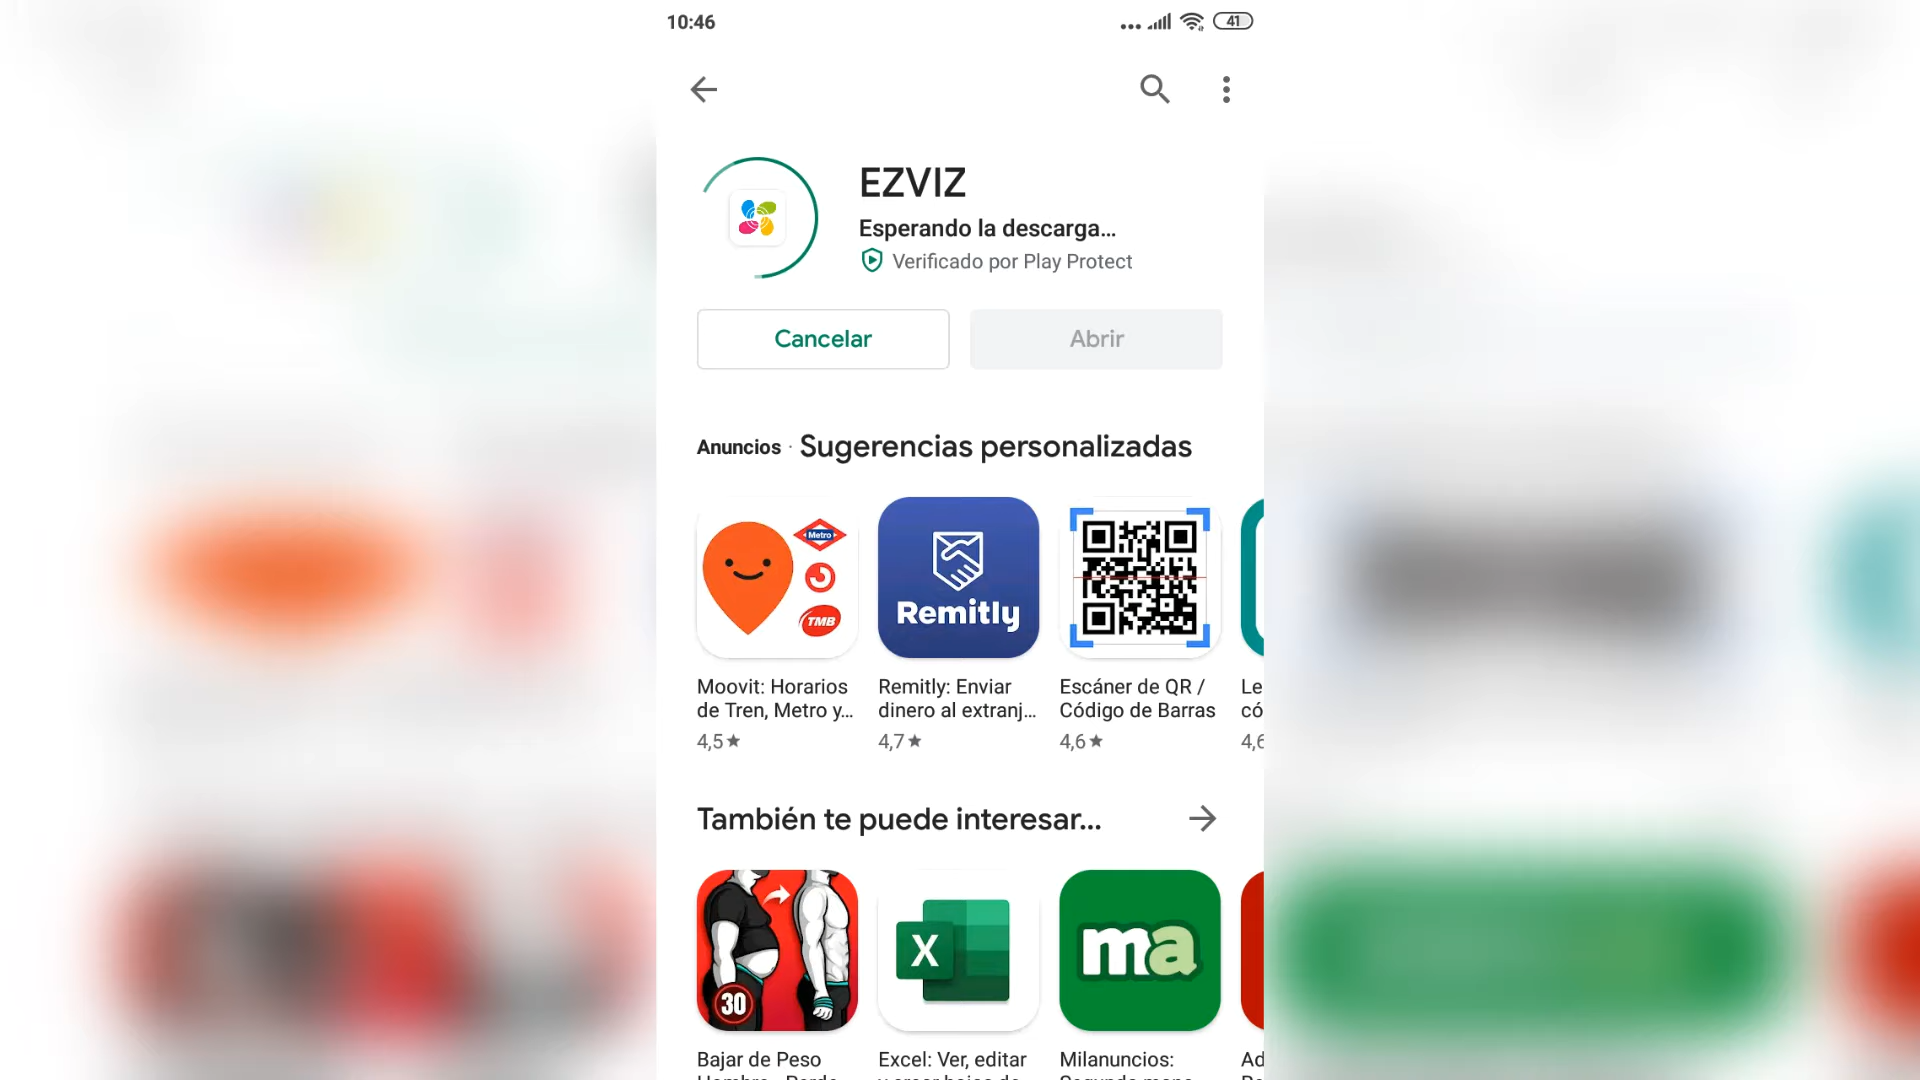 10:46
41
EZVIZ
Esperando la descarga...
Verificado por Play Protect
Cancelar
Abrir
Anuncios · Sugerencias personalizadas
Metro
TMB
Remitly
Moovit: Horarios
de Tren, Metro y...
4,5★
Remitly: Enviar
dinero al extranj...
4,7★
Escáner de QR /
Código de Barras
4,6★
Le
có
4,6
También te puede interesar...
30
X
ma
Bajar de Peso
Excel: Ver, editar
Milanuncios:
Ad